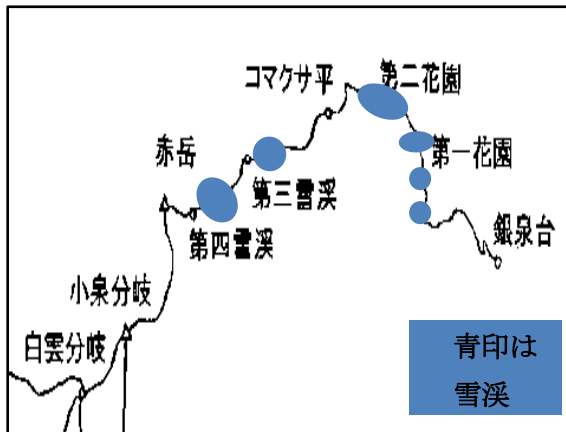 コマクサ平
第二花園
赤岳
第一花園
第三雪渓
第四雪渓
銀泉台
小泉分岐
白雲分岐
青印は
雪渓